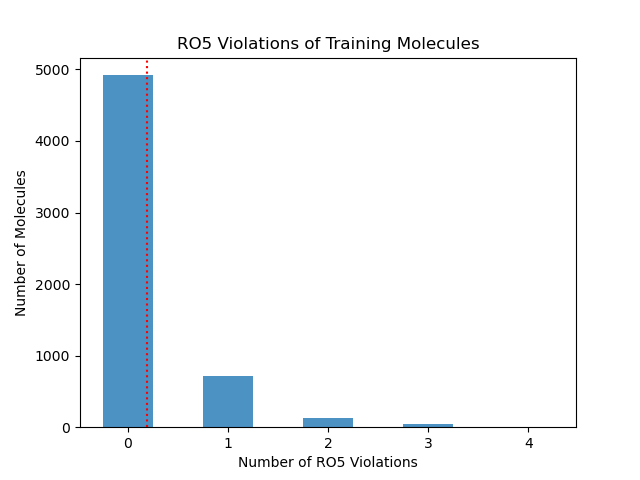 RO5 Violations of Training Molecules
Number of Molecules
5000
4000
3000
2000
1000
0
0 1 2 3 4
Number of RO5 Violations